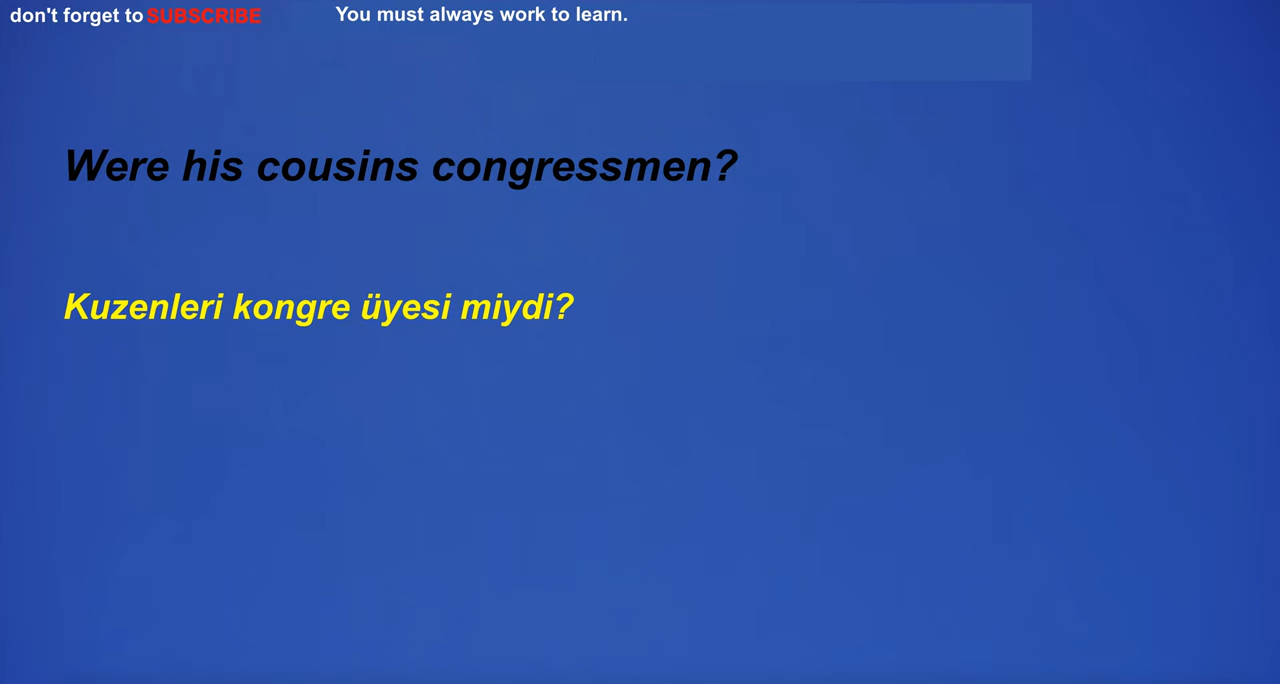 don't forget to SUBSCRIBE
You must always work to learn.
Were his cousins congressmen?
Kuzenleri kongre üyesi miydi?